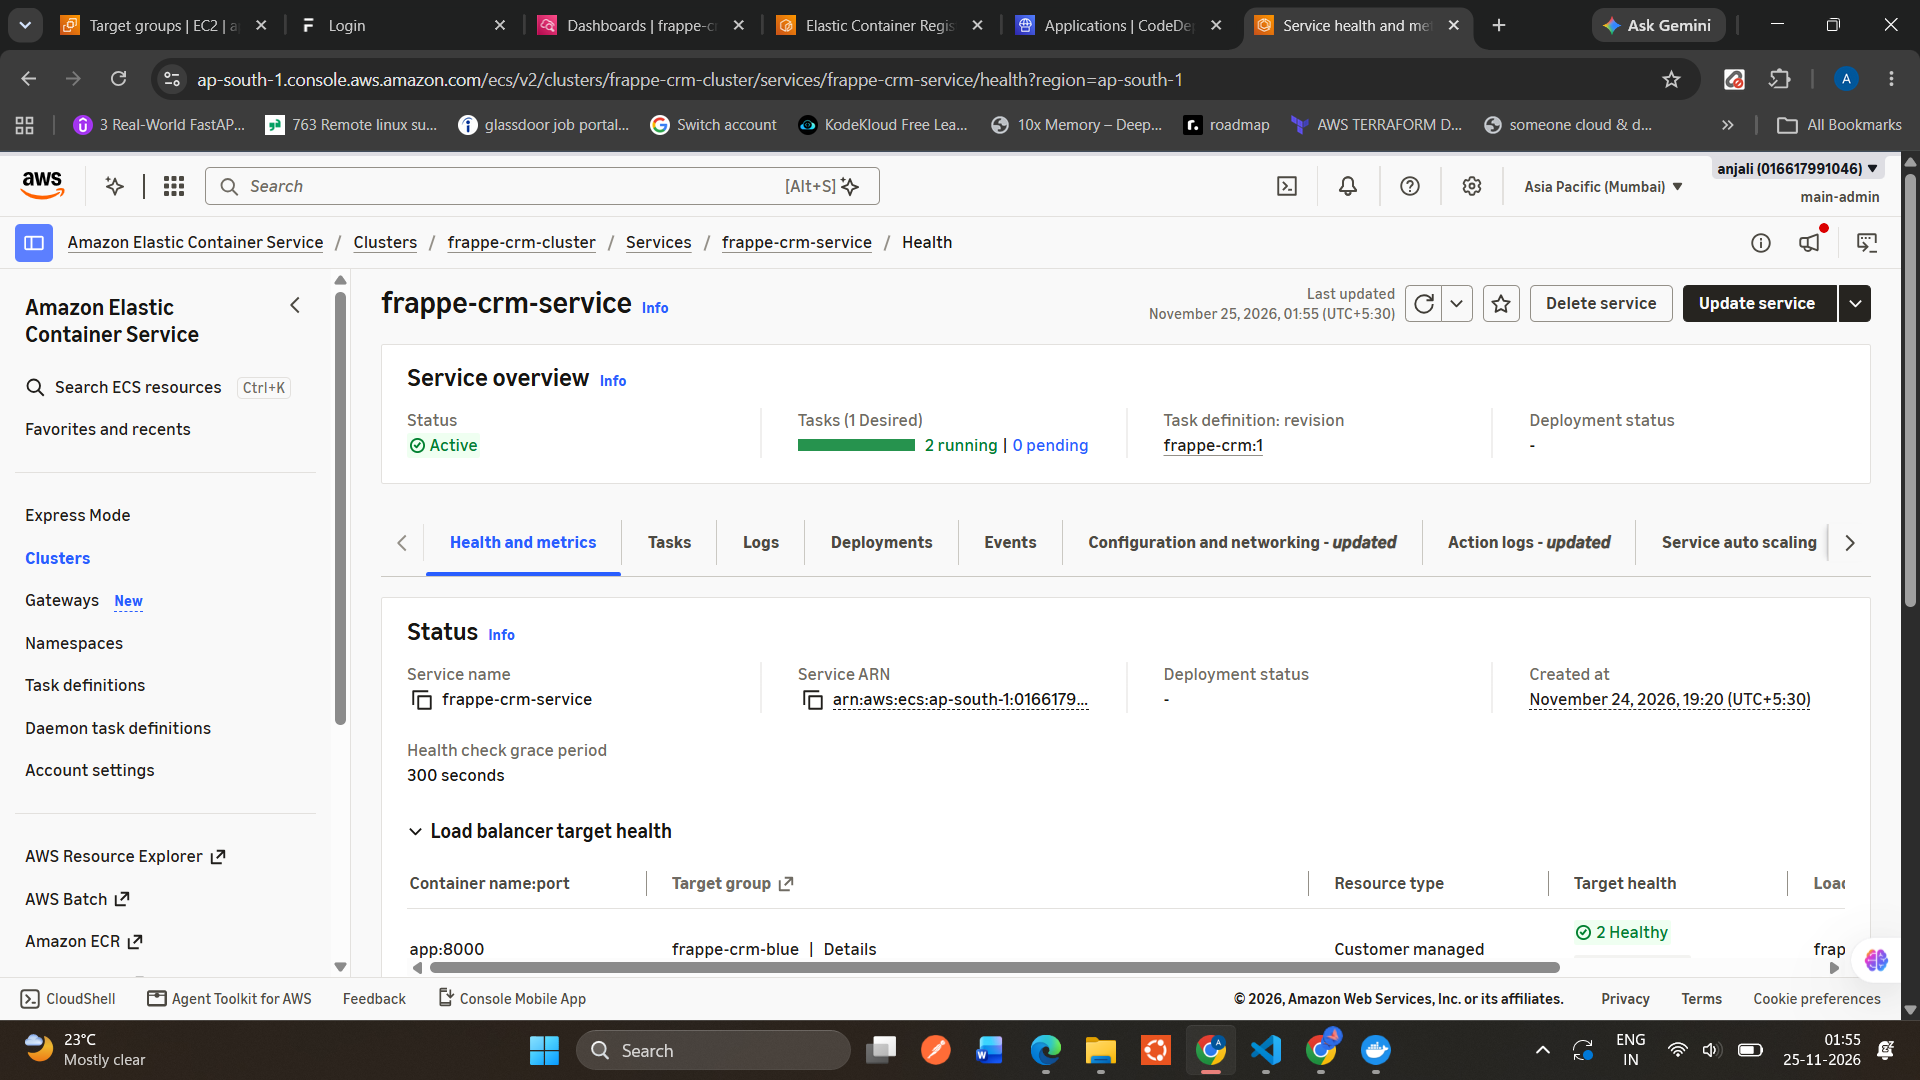 Target groups | EC2 | a
Login
Dashboards | frappe-cr
Elastic Container Regis
Applications | CodeDep
Service health and met
Ask Gemini
ap-south-1.console.aws.amazon.com/ecs/v2/clusters/frappe-crm-cluster/services/frappe-crm-service/health?region=ap-south-1
A
3 Real-World FastAP...
763 Remote linux su...
glassdoor job portal...
Switch account
KodeKloud Free Lea...
10x Memory – Deep...
roadmap
AWS TERRAFORM D...
someone cloud & d...
All Bookmarks
aws
Search
[Alt+S]
Asia Pacific (Mumbai)
anjali (016617991046)
main-admin
Amazon Elastic Container Service / Clusters / frappe-crm-cluster / Services / frappe-crm-service / Health
Amazon Elastic
Container Service
Search ECS resources Ctrl+K
Favorites and recents
Express Mode
Clusters
Gateways New
Namespaces
Task definitions
Daemon task definitions
Account settings
AWS Resource Explorer
AWS Batch
Amazon ECR
frappe-crm-service Info
Last updated
November 25, 2026, 01:55 (UTC+5:30)
Delete service
Update service
Service overview Info
Status
Active
Tasks (1 Desired)
2 running | 0 pending
Task definition: revision
frappe-crm:1
Deployment status
-
Health and metrics
Tasks
Logs
Deployments
Events
Configuration and networking - updated
Action logs - updated
Service auto scaling
Status Info
Service name
frappe-crm-service
Service ARN
arn:aws:ecs:ap-south-1:0166179...
Deployment status
-
Created at
November 24, 2026, 19:20 (UTC+5:30)
Health check grace period
300 seconds
Load balancer target health
Container name:port
Target group
Resource type
Target health
Load
app:8000
frappe-crm-blue | Details
Customer managed
2 Healthy
frap
CloudShell
Agent Toolkit for AWS
Feedback
Console Mobile App
© 2026, Amazon Web Services, Inc. or its affiliates.
Privacy
Terms
Cookie preferences
23°C
Mostly clear
Search
ENG
IN
01:55
25-11-2026